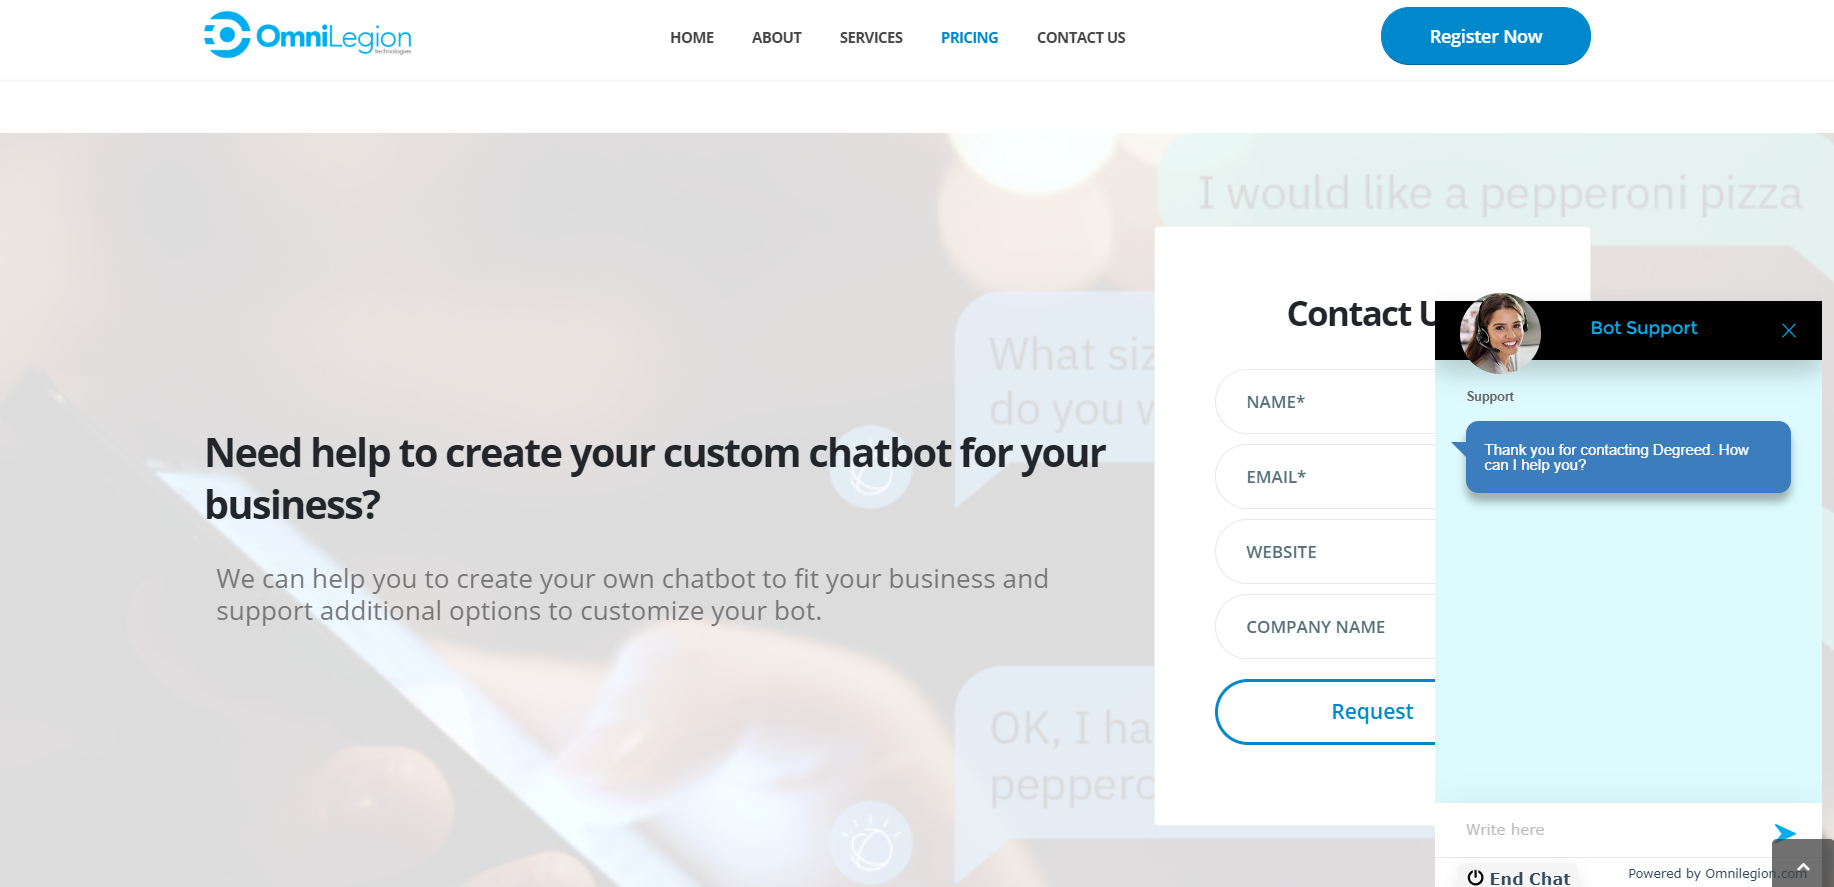 OmniLegion
technologies
HOME ABOUT SERVICES PRICING CONTACT US
Register Now
I would like a pepperoni pizza
What siz
do you w
Need help to create your custom chatbot for your
business?
We can help you to create your own chatbot to fit your business and
support additional options to customize your bot.
OK, I ha
peppero
Contact U
NAME*
EMAIL*
WEBSITE
COMPANY NAME
Request
Bot Support
Support
Thank you for contacting Degreed. How
can I help you?
Write here
End Chat
Powered by Omnilegion.com